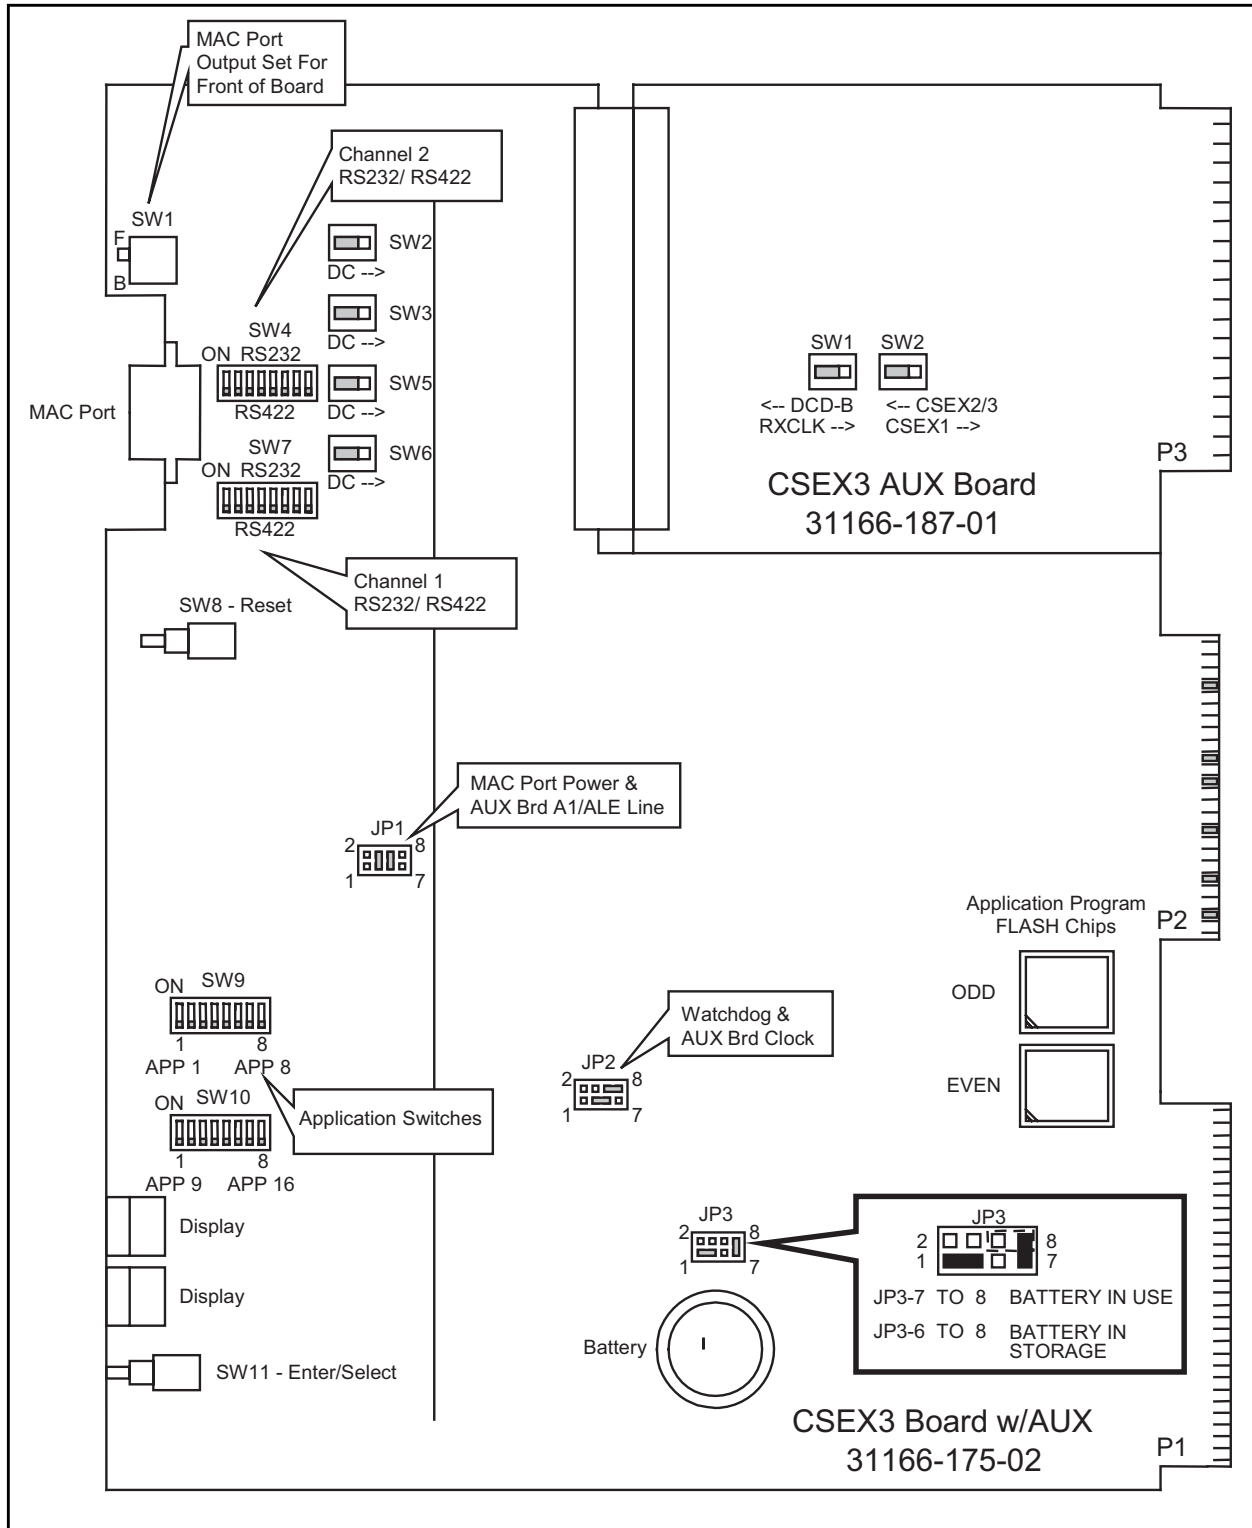 MAC Port
Output Set For
Front of Board
Channel 2
RS232/ RS422
SW1
F
B
SW2
DC -->
SW3
DC -->
SW4
ON RS232
RS422
SW5
DC -->
MAC Port
SW7
ON RS232
RS422
SW6
DC -->
SW1
<-- DCD-B
RXCLK -->
SW2
<-- CSEX2/3
CSEX1 -->
P3
CSEX3 AUX Board
31166-187-01
Channel 1
RS232/ RS422
SW8 - Reset
MAC Port Power &
AUX Brd A1/ALE Line
JP1
2 8
1 7
Application Program
FLASH Chips
P2
ODD
EVEN
ON SW9
1 8
APP 1 APP 8
Watchdog &
AUX Brd Clock
JP2
2 8
1 7
ON SW10
Application Switches
1 8
APP 9 APP 16
Display
Display
JP3
2 8
1 7
JP3
2 8
1 7
JP3-7 TO 8 BATTERY IN USE
JP3-6 TO 8 BATTERY IN
STORAGE
Battery
SW11 - Enter/Select
CSEX3 Board w/AUX
31166-175-02
P1